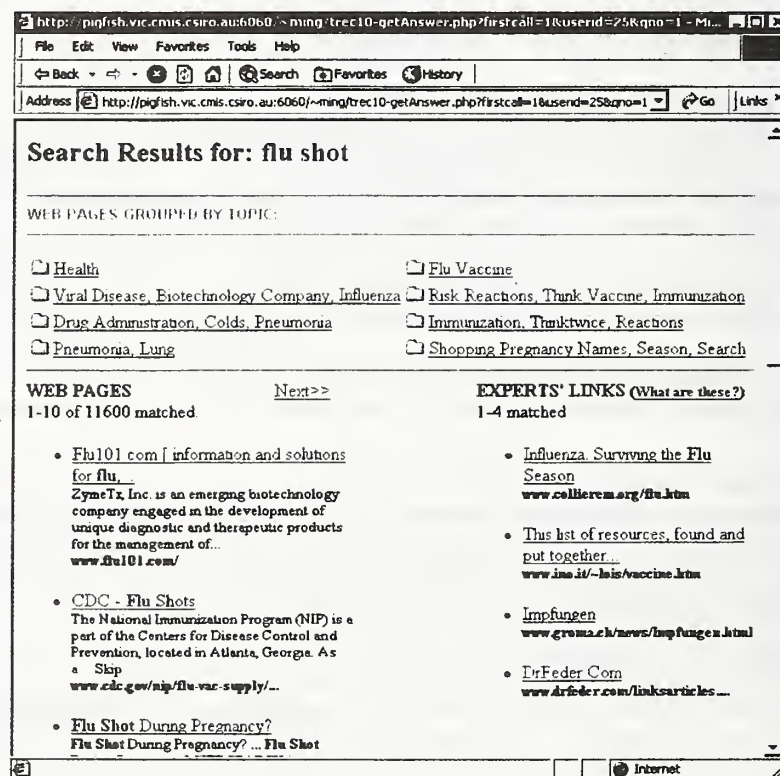 http://pigfish.vic.cmis.csiro.au:6060/~ming/trec10-getAnswer.php?firstcall=1&userid=25&qno=1 - Mi...
File Edit View Favorites Tools Help
Back Search Favorites History
Address http://pigfish.vic.cmis.csiro.au:6060/~ming/trec10-getAnswer.php?firstcall=1&userid=25&qno=1 Go Links »
Search Results for: flu shot
WEB PAGES GROUPED BY TOPIC:
Health Flu Vaccine
Viral Disease, Biotechnology Company, Influenza Risk Reactions, Think Vaccine, Immunization
Drug Administration, Colds, Pneumonia Immunization, Thinktwice, Reactions
Pneumonia, Lung Shopping Pregnancy Names, Season, Search
WEB PAGES Next>>
1-10 of 11600 matched.
Flu101 com [ information and solutions
for flu, ..
ZymeTx, Inc. is an emerging biotechnology
company engaged in the development of
unique diagnostic and therapeutic products
for the management of...
www.flu101.com/
CDC - Flu Shots
The National Immunization Program (NIP) is a
part of the Centers for Disease Control and
Prevention, located in Atlanta, Georgia. As
a Skip
www.cdc.gov/nip/flu-vac-supply/...
Flu Shot During Pregnancy?
Flu Shot During Pregnancy? ... Flu Shot
EXPERTS' LINKS (What are these?)
1-4 matched
Influenza. Surviving the Flu
Season
www.collierem.org/flu.htm
This list of resources, found and
put together...
www.ino.it/~lois/vaccine.htm
Impfungen
www.groma.ch/news/Impfungen.html
DrFeder Com
www.drfeder.com/linksarticles....
Internet